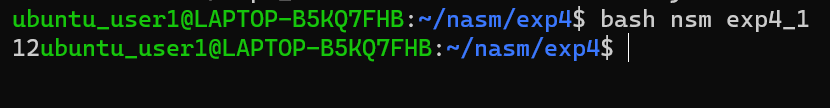 ubuntu_user1@LAPTOP-B5KQ7FHB:~/nasm/exp4$ bash nsm exp4_1
12ubuntu_user1@LAPTOP-B5KQ7FHB:~/nasm/exp4$